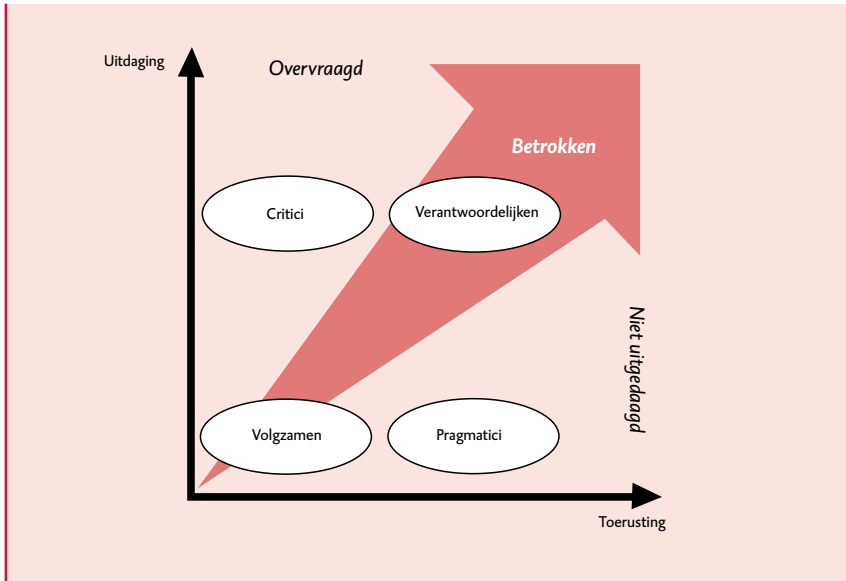 Uitdaging
Overvraagd
Betrokken
Critici
Verantwoordelijken
Niet uitgedaagd
Volgzamen
Pragmatici
Toerusting